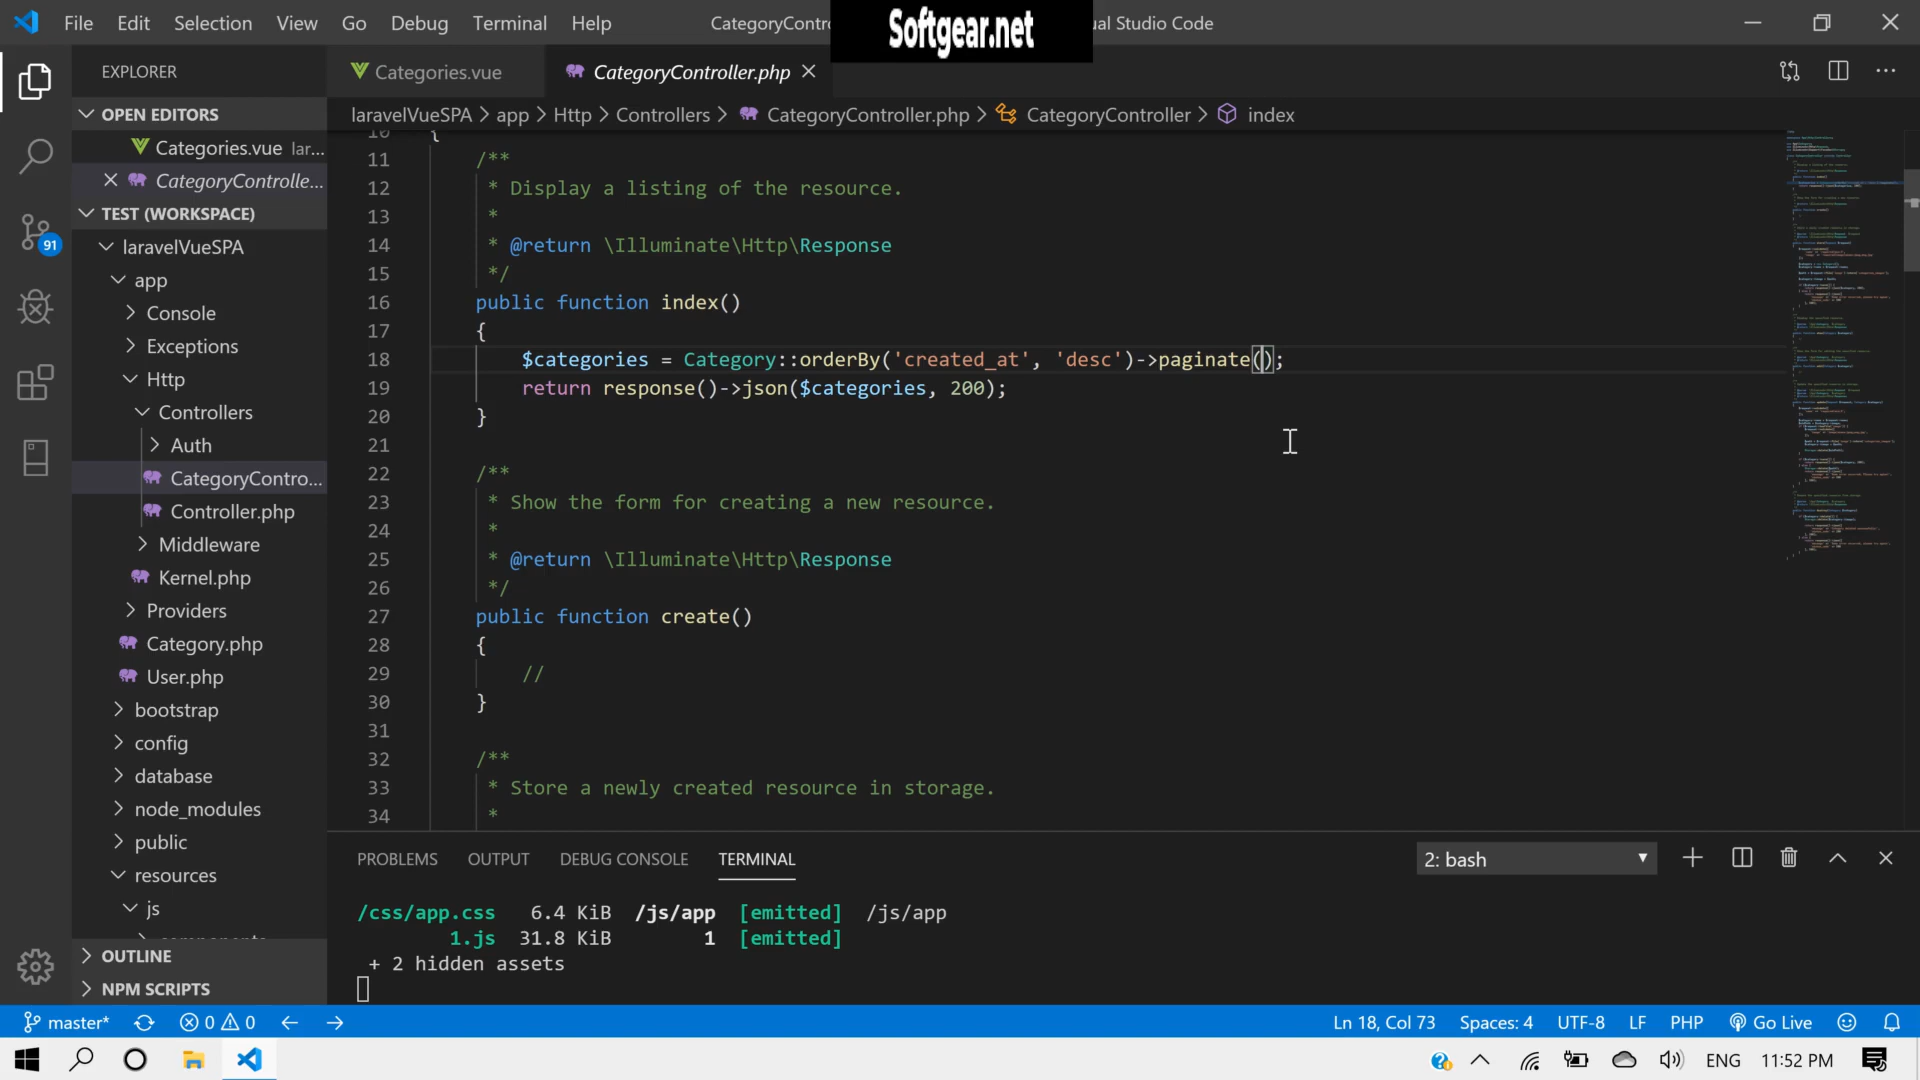 File Edit Selection View Go Debug Terminal Help
CategoryContro
Softgear.net
ual Studio Code
EXPLORER
Categories.vue
CategoryController.php
OPEN EDITORS
Categories.vue lar...
CategoryControlle...
TEST (WORKSPACE)
laravelVueSPA
app
Console
Exceptions
Http
Controllers
Auth
CategoryContro...
Controller.php
Middleware
Kernel.php
Providers
Category.php
User.php
bootstrap
config
database
node_modules
public
resources
js
OUTLINE
NPM SCRIPTS
91
laravelVueSPA > app > Http > Controllers > CategoryController.php > CategoryController > index
10 {
11 /**
12 * Display a listing of the resource.
13 *
14 * @return \Illuminate\Http\Response
15 */
16 public function index()
17 {
18 $categories = Category::orderBy('created_at', 'desc')->paginate();
19 return response()->json($categories, 200);
20 }
21
22 /**
23 * Show the form for creating a new resource.
24 *
25 * @return \Illuminate\Http\Response
26 */
27 public function create()
28 {
29 //
30 }
31
32 /**
33 * Store a newly created resource in storage.
34 *
PROBLEMS OUTPUT DEBUG CONSOLE TERMINAL
2: bash
/css/app.css 6.4 KiB /js/app [emitted] /js/app
1.js 31.8 KiB 1 [emitted]
+ 2 hidden assets
master* 0 0
Ln 18, Col 73 Spaces: 4 UTF-8 LF PHP Go Live
ENG 11:52 PM